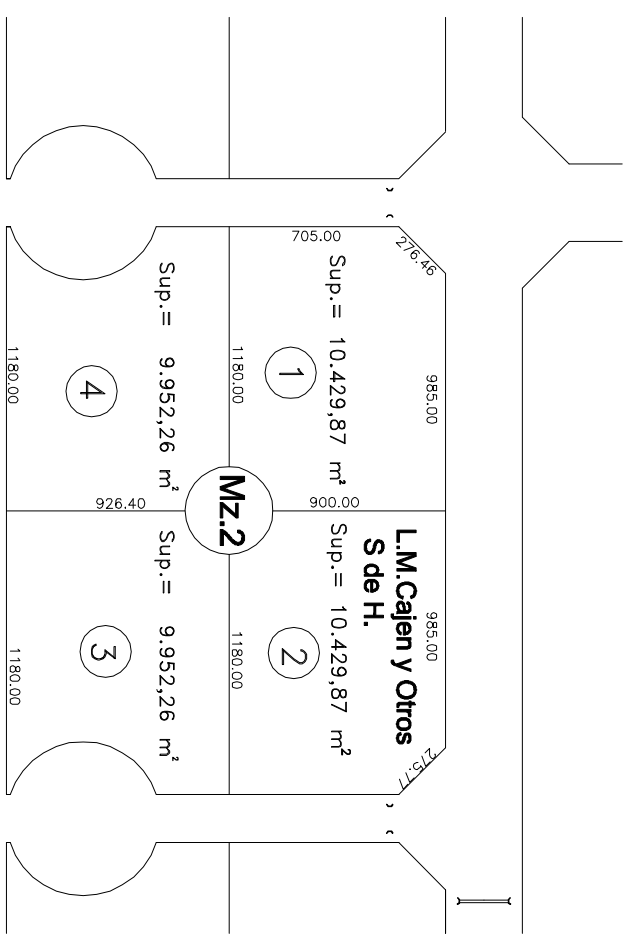 705.00
276.46
Sup.= 10.429,87 m²
1
985.00
1180.00
Sup.= 9.952,26 m²
4
1180.00
926.40
Mz.2
900.00
L.M.Cajen y Otros
S de H.
985.00
Sup.= 10.429,87 m²
2
1180.00
Sup.= 9.952,26 m²
3
1180.00
275.77